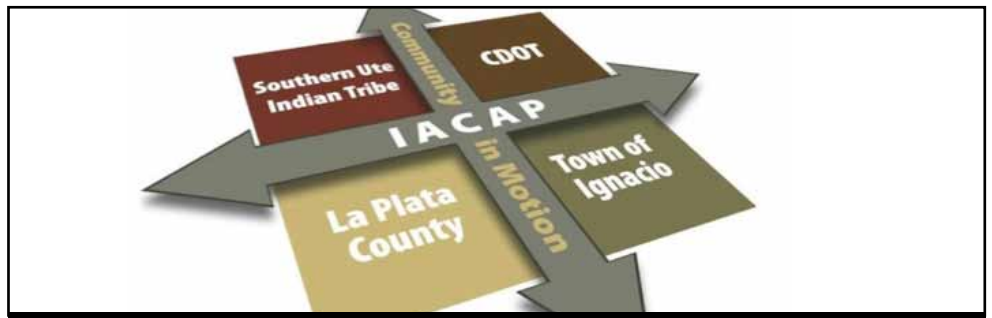 Southern Ute
Indian Tribe
CDOT
Community
in Motion
IACAP
La Plata
County
Town of
Ignacio